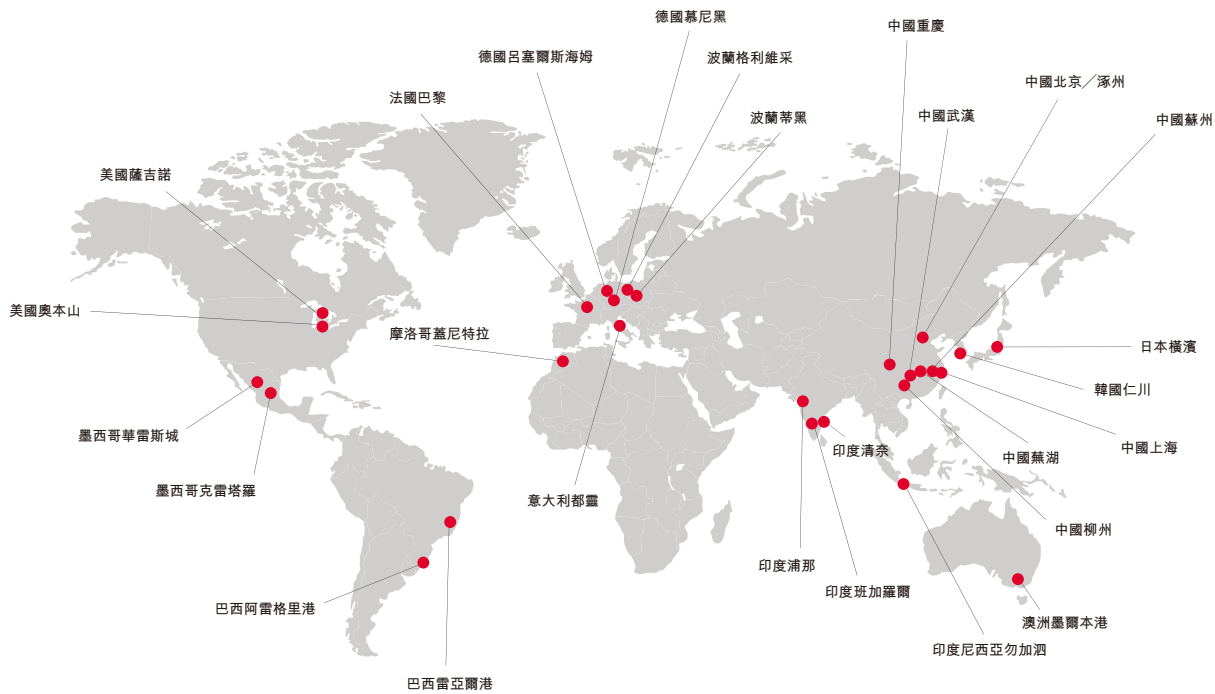 德國慕尼黑
中國重慶
德國呂塞爾斯海姆
波蘭格利維采
中國北京／涿州
法國巴黎
中國武漢
波蘭蒂黑
中國蘇州
美國薩吉諾
美國奧本山
摩洛哥蓋尼特拉
日本橫濱
韓國仁川
墨西哥華雷斯城
中國上海
印度清奈
中國蕪湖
墨西哥克雷塔羅
意大利都靈
中國柳州
印度浦那
印度班加羅爾
巴西阿雷格里港
澳洲墨爾本港
印度尼西亞勿加泗
巴西雷亞爾港